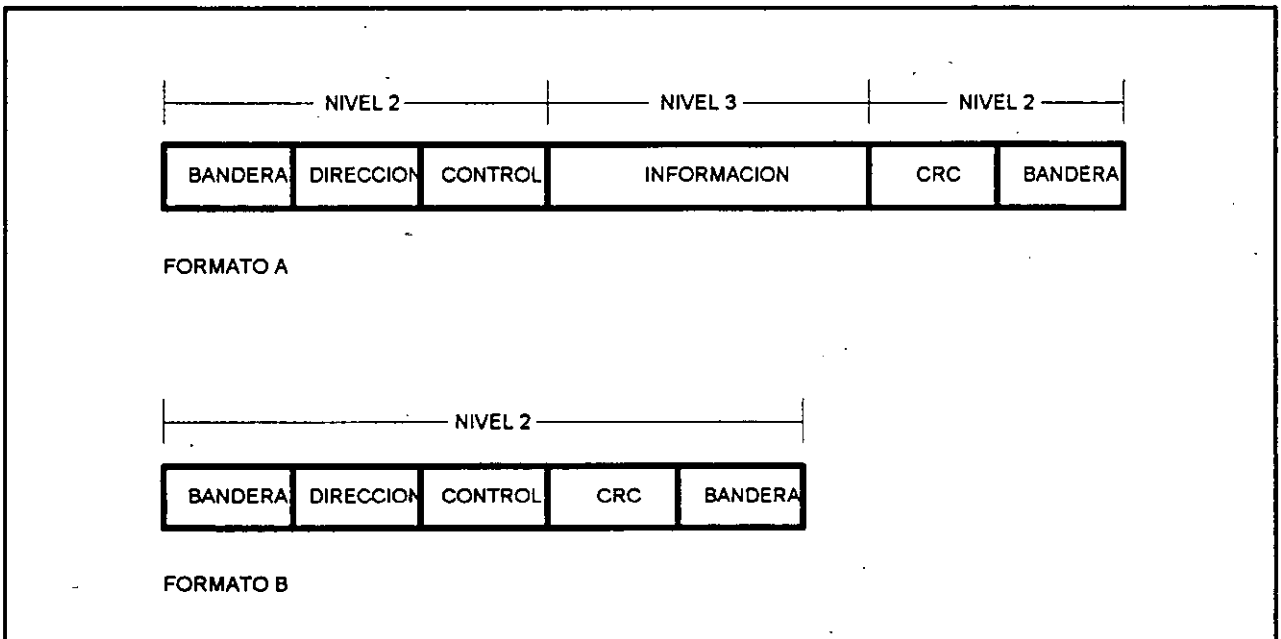 NIVEL 2 NIVEL 3 NIVEL 2
BANDERA DIRECCION CONTROL INFORMACION CRC BANDERA
FORMATO A
NIVEL 2
BANDERA DIRECCION CONTROL CRC BANDERA
FORMATO B